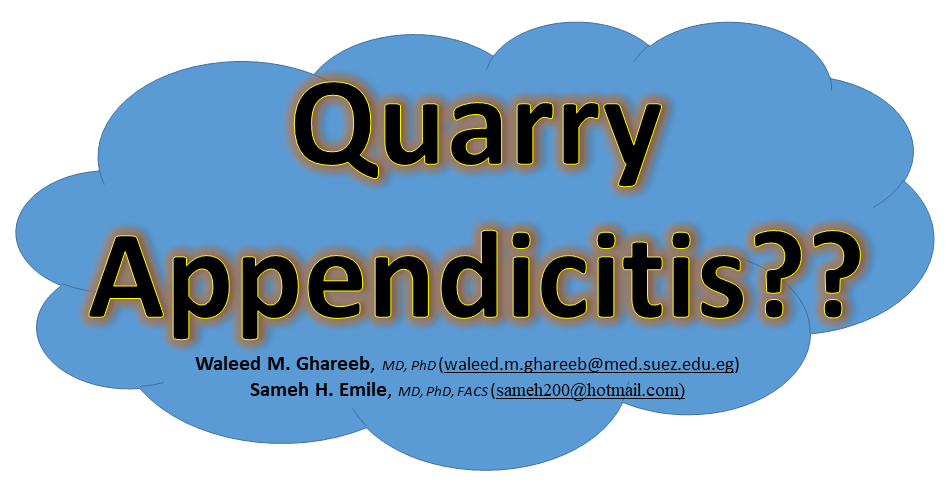 Quarry
Appendicitis??
Waleed M. Ghareeb, MD, PhD (waleed.m.ghareeb@med.suez.edu.eg)
Sameh H. Emile, MD, PhD, FACS (sameh200@hotmail.com)